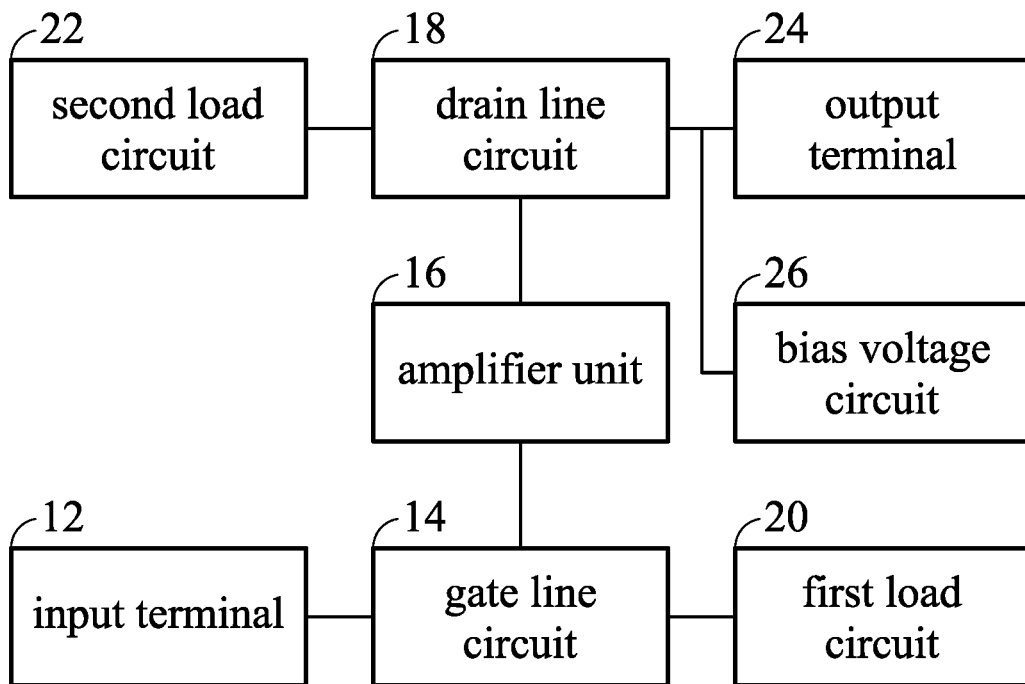 22
second load
circuit
18
drain line
circuit
24
output
terminal
16
amplifier unit
26
bias voltage
circuit
12
input terminal
14
gate line
circuit
20
first load
circuit